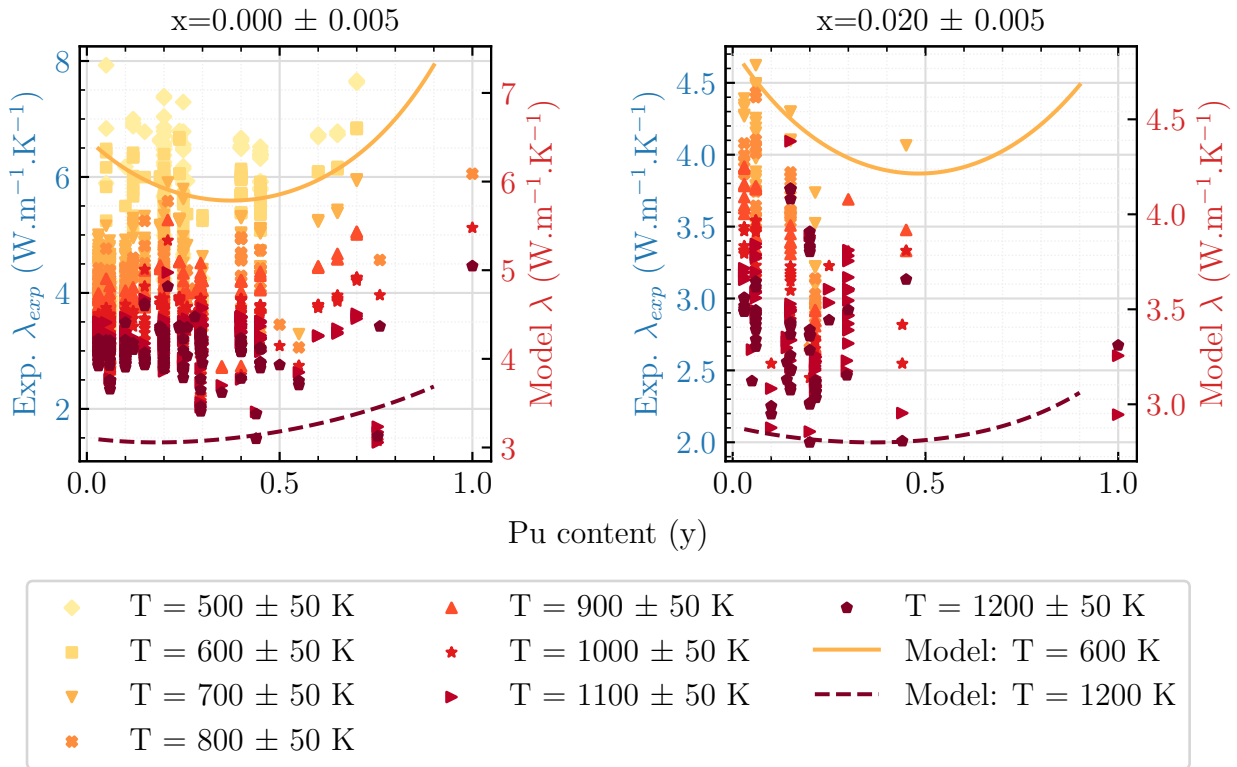 x=0.000 ± 0.005
x=0.020 ± 0.005
Exp. λexp (W.m⁻¹.K⁻¹)
8
6
4
2
0.0
0.5
1.0
7
6
5
4
3
Model λ (W.m⁻¹.K⁻¹)
Exp. λexp (W.m⁻¹.K⁻¹)
4.5
4.0
3.5
3.0
2.5
2.0
0.0
0.5
1.0
4.5
4.0
3.5
3.0
Model λ (W.m⁻¹.K⁻¹)
Pu content (y)
T = 500 ± 50 K
T = 600 ± 50 K
T = 700 ± 50 K
T = 800 ± 50 K
T = 900 ± 50 K
T = 1000 ± 50 K
T = 1100 ± 50 K
T = 1200 ± 50 K
Model: T = 600 K
Model: T = 1200 K